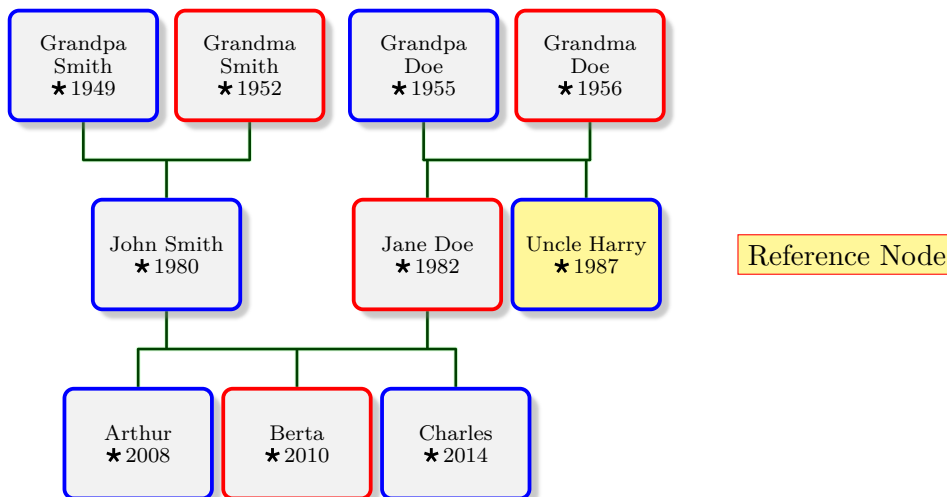 Grandpa
Smith
★1949
Grandma
Smith
★1952
Grandpa
Doe
★1955
Grandma
Doe
★1956
John Smith
★1980
Jane Doe
★1982
Uncle Harry
★1987
Reference Node
Arthur
★2008
Berta
★2010
Charles
★2014